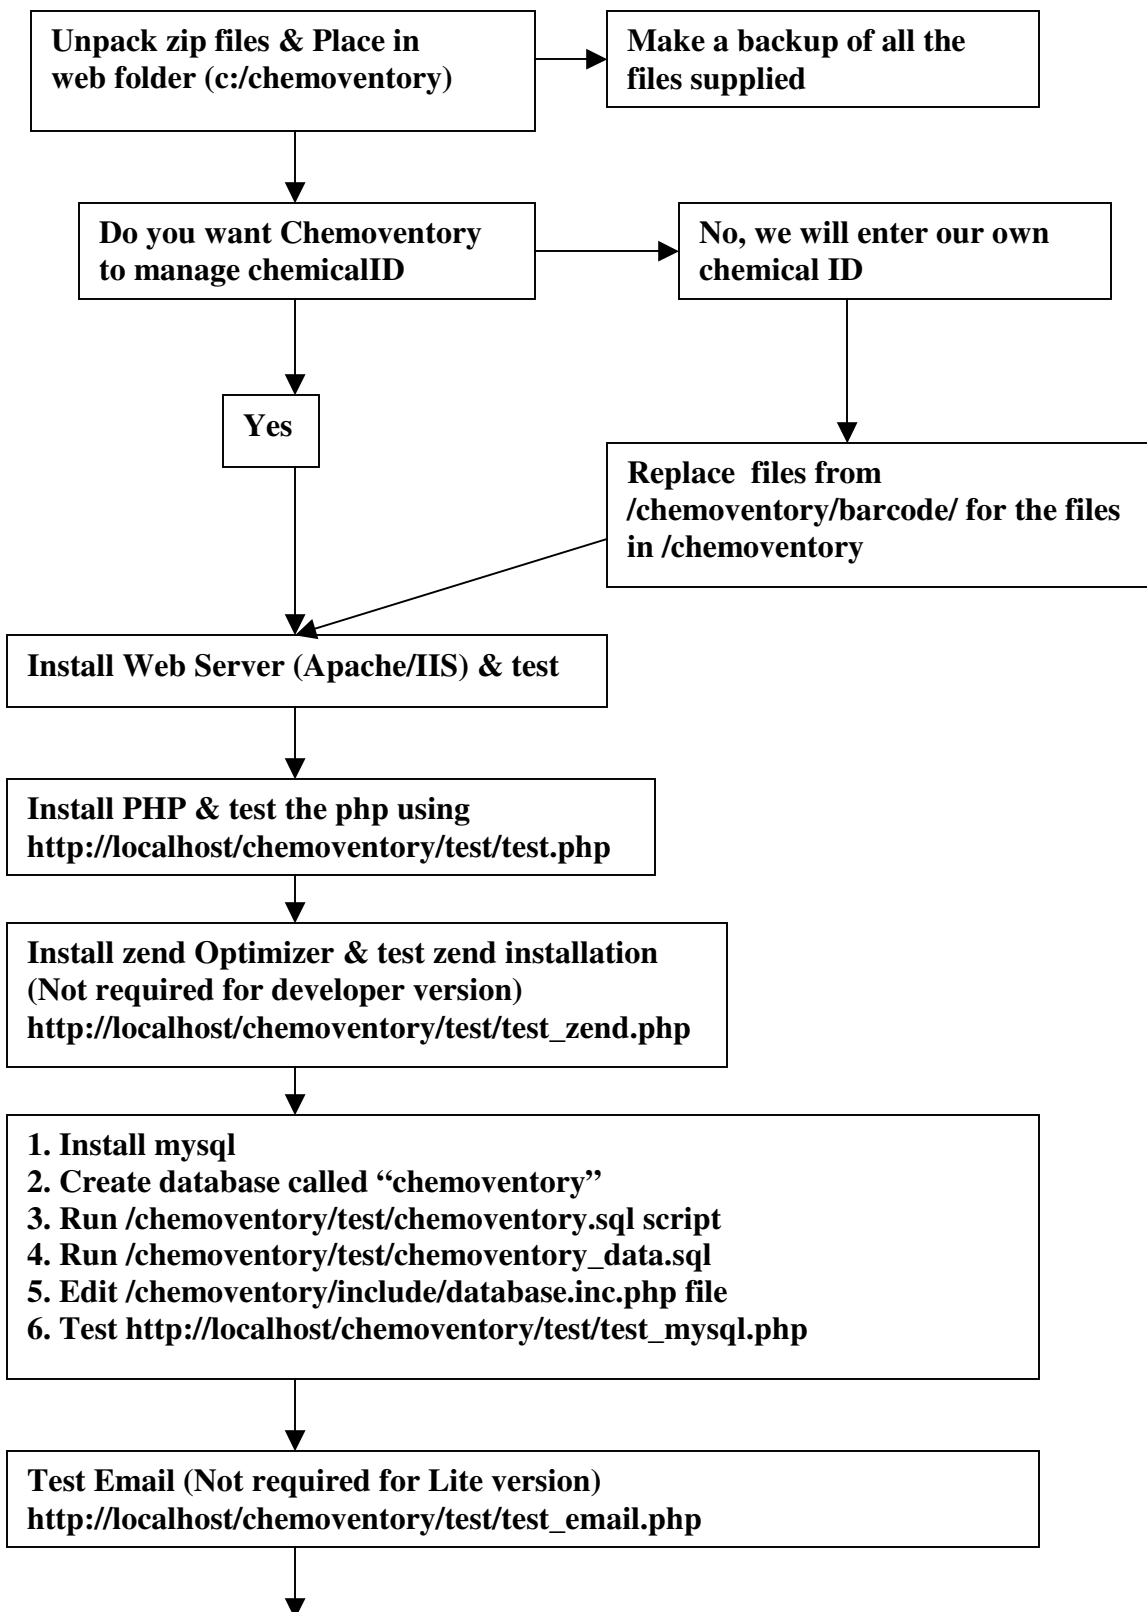 Unpack zip files & Place in
web folder (c:/chemoventory)
Make a backup of all the
files supplied
Do you want Chemoventory
to manage chemicalID
No, we will enter our own
chemical ID
Yes
Replace  files from
/chemoventory/barcode/ for the files
in /chemoventory
Install Web Server (Apache/IIS) & test
Install PHP & test the php using
http://localhost/chemoventory/test/test.php
Install zend Optimizer & test zend installation
(Not required for developer version)
http://localhost/chemoventory/test/test_zend.php
1. Install mysql
2. Create database called “chemoventory”
3. Run /chemoventory/test/chemoventory.sql script
4. Run /chemoventory/test/chemoventory_data.sql
5. Edit /chemoventory/include/database.inc.php file
6. Test http://localhost/chemoventory/test/test_mysql.php
Test Email (Not required for Lite version)
http://localhost/chemoventory/test/test_email.php